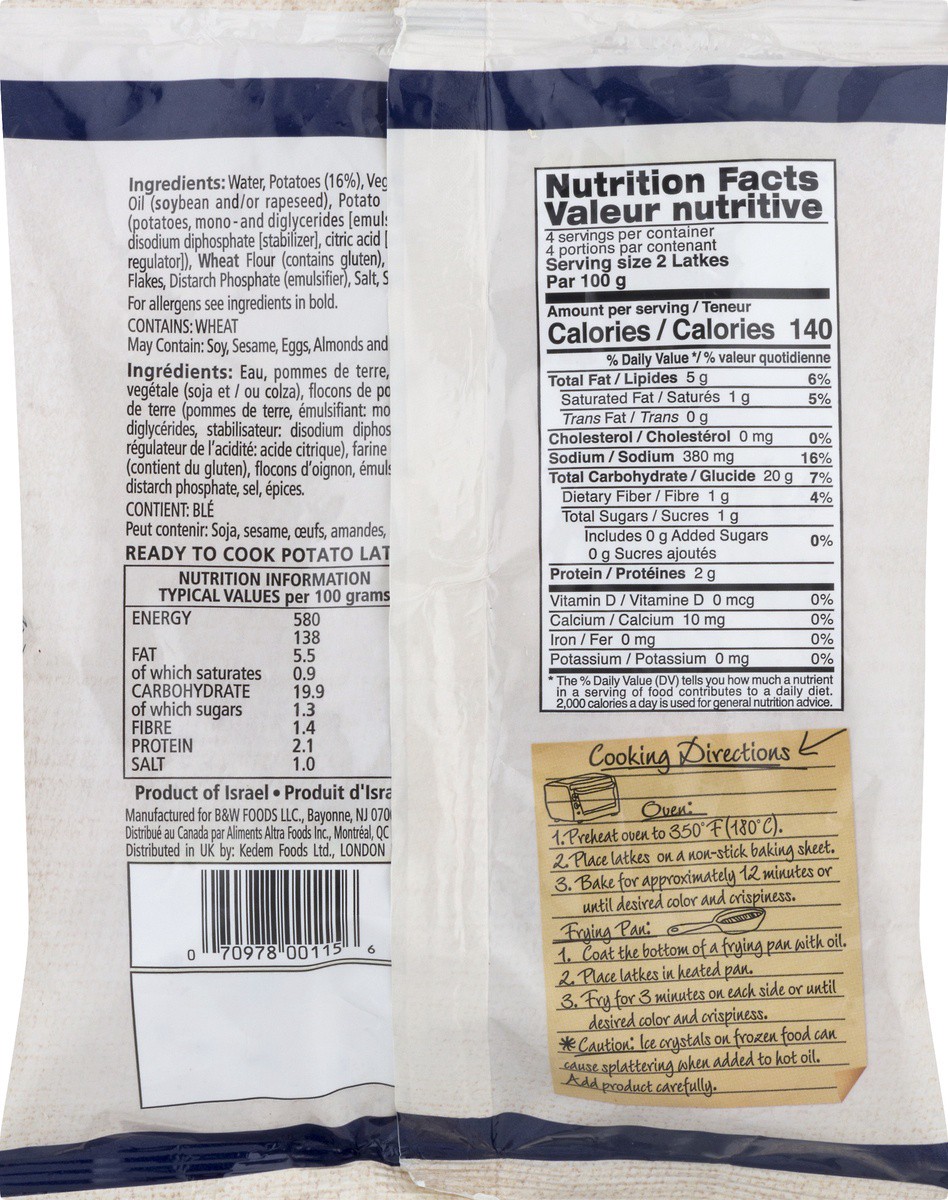 Ingredients: Water, Potatoes (16%), Veg
Oil (soybean and/or rapeseed), Potato
(potatoes, mono- and diglycerides [emuls
disodium diphosphate [stabilizer], citric acid [
regulator]), Wheat Flour (contains gluten),
Flakes, Distarch Phosphate (emulsifier), Salt, S
For allergens see ingredients in bold.
CONTAINS: WHEAT
May Contain: Soy, Sesame, Eggs, Almonds and
Ingrédients: Eau, pommes de terre,
vegétale (soja et / ou colza), flocons de po
de terre (pommes de terre, émulsifiant: mo
diglycérides, stabilisateur: disodium diphos
régulateur de l'acidité: acide citrique), farine
(contient du gluten), flocons d'oignon, émuls
distarch phosphate, sel, épices.
CONTIENT: BLÉ
Peut contenir: Soja, sesame, œufs, amandes,
READY TO COOK POTATO LAT
NUTRITION INFORMATION
TYPICAL VALUES per 100 grams
ENERGY 580
138
FAT 5.5
of which saturates 0.9
CARBOHYDRATE 19.9
of which sugars 1.3
FIBRE 1.4
PROTEIN 2.1
SALT 1.0
Product of Israel • Produit d'Isra
Manufactured for B&W FOODS LLC., Bayonne, NJ 070
Distribué au Canada par Aliments Altra Foods Inc., Montréal, QC
Distributed in UK by: Kedem Foods Ltd., LONDON
0 70978 00115 6
Nutrition Facts
Valeur nutritive
4 servings per container
4 portions par contenant
Serving size 2 Latkes
Par 100 g
Amount per serving / Teneur
Calories / Calories 140
% Daily Value */ % valeur quotidienne
Total Fat / Lipides 5 g 6%
Saturated Fat / Saturés 1 g 5%
Trans Fat / Trans 0 g
Cholesterol / Cholestérol 0 mg 0%
Sodium / Sodium 380 mg 16%
Total Carbohydrate / Glucide 20 g 7%
Dietary Fiber / Fibre 1 g 4%
Total Sugars / Sucres 1 g
Includes 0 g Added Sugars 0%
0 g Sucres ajoutés
Protein / Protéines 2 g
Vitamin D / Vitamine D 0 mcg 0%
Calcium / Calcium 10 mg 0%
Iron / Fer 0 mg 0%
Potassium / Potassium 0 mg 0%
* The % Daily Value (DV) tells you how much a nutrient
in a serving of food contributes to a daily diet.
2,000 calories a day is used for general nutrition advice.
Cooking Directions
Oven:
1. Preheat oven to 350°F (180°C).
2. Place latkes on a non-stick baking sheet.
3. Bake for approximately 12 minutes or
until desired color and crispiness.
Frying Pan:
1. Coat the bottom of a frying pan with oil.
2. Place latkes in heated pan.
3. Fry for 3 minutes on each side or until
desired color and crispiness.
* Caution: Ice crystals on frozen food can
cause splattering when added to hot oil.
Add product carefully.